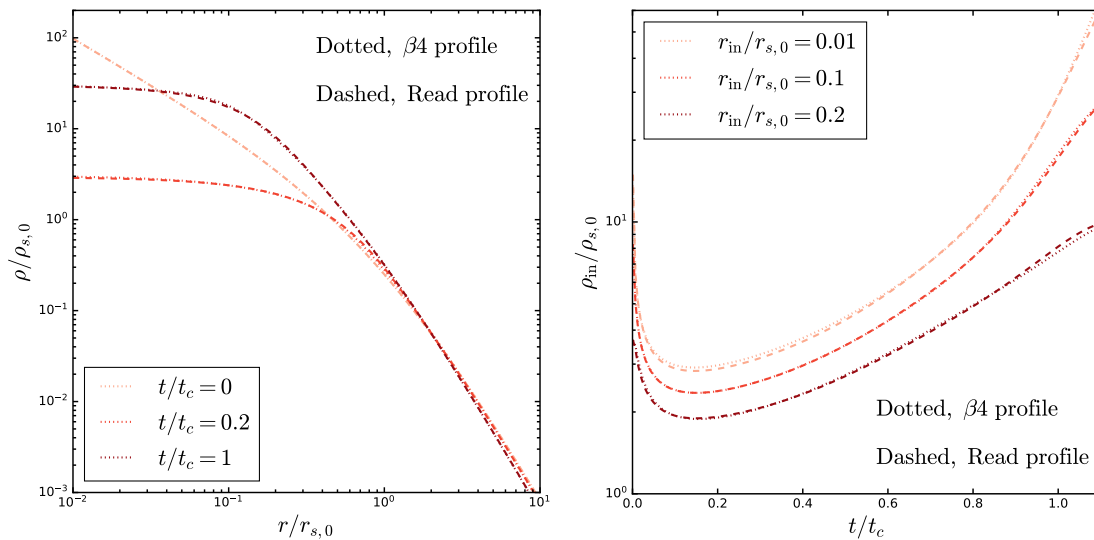 Dotted, β4 profile
Dashed, Read profile
t/t_c = 0
t/t_c = 0.2
t/t_c = 1
ρ/ρ_{s,0}
10^2
10^1
10^0
10^{-1}
10^{-2}
10^{-3}
10^{-2} 10^{-1} 10^0 10^1
r/r_{s,0}
r_in/r_{s,0} = 0.01
r_in/r_{s,0} = 0.1
r_in/r_{s,0} = 0.2
Dotted, β4 profile
Dashed, Read profile
ρ_in/ρ_{s,0}
10^1
10^0
0.0 0.2 0.4 0.6 0.8 1.0
t/t_c